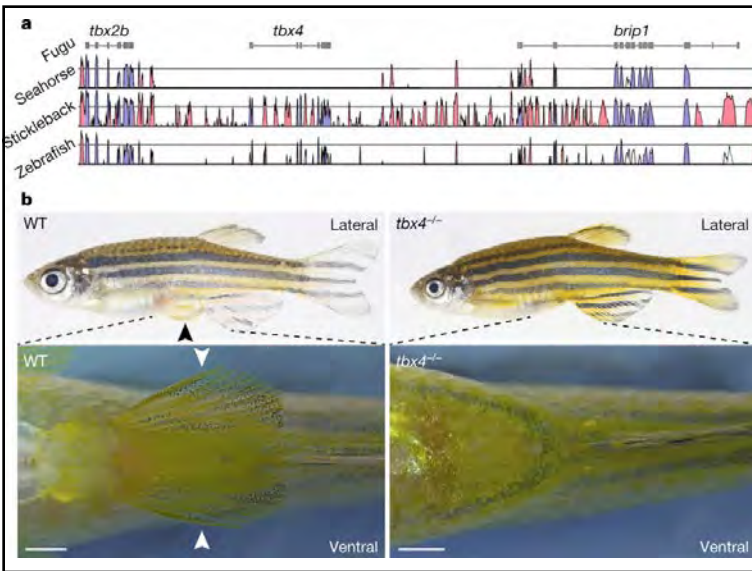 a
tbx2b tbx4 brip1
Fugu
Seahorse
Stickleback
Zebrafish
b
WT Lateral tbx4–/– Lateral
WT tbx4–/–
Ventral Ventral